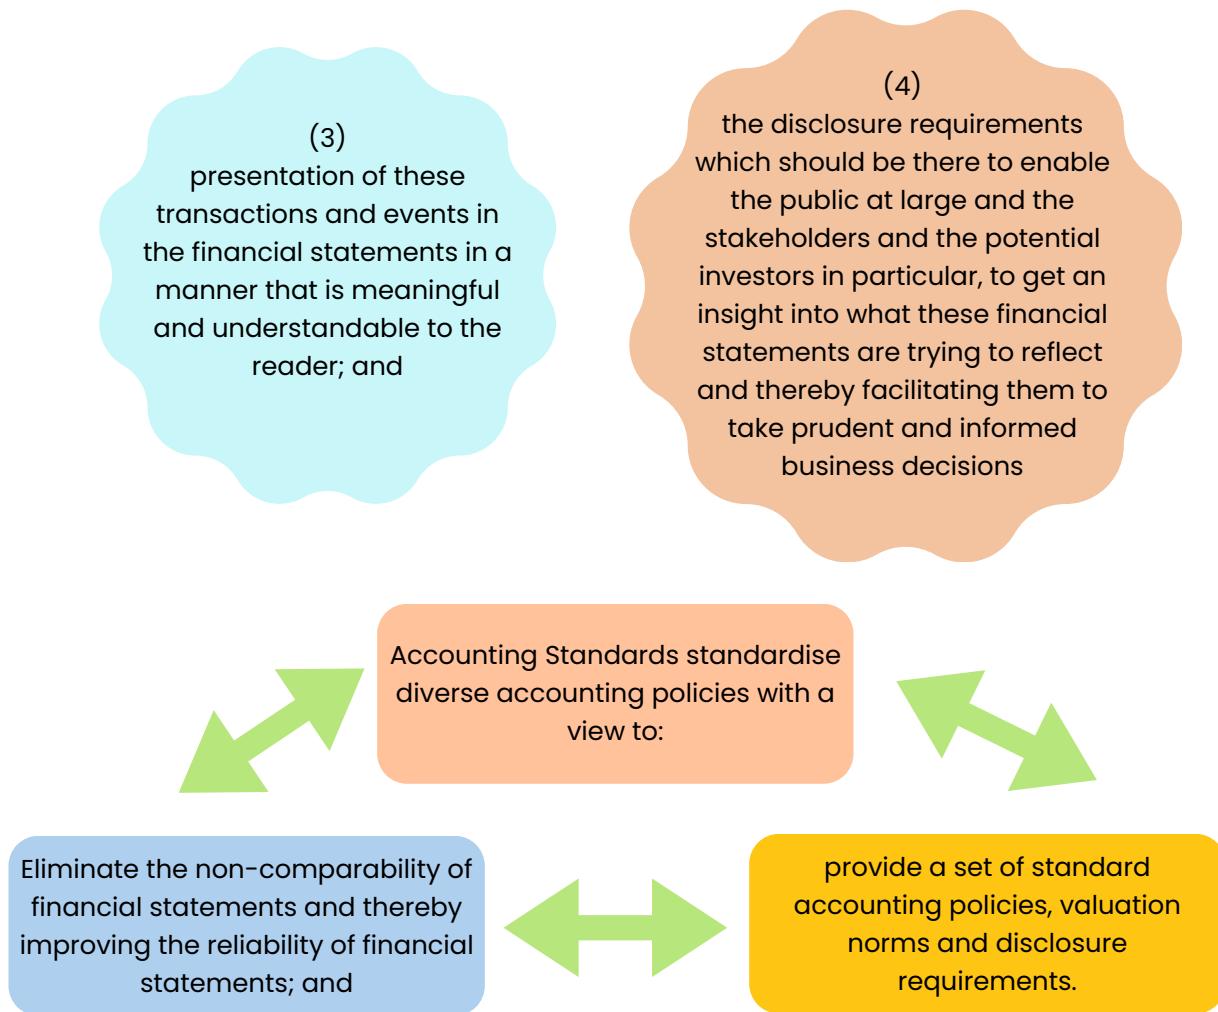 (3)
presentation of these
transactions and events in
the financial statements in a
manner that is meaningful
and understandable to the
reader; and
(4)
the disclosure requirements
which should be there to enable
the public at large and the
stakeholders and the potential
investors in particular, to get an
insight into what these financial
statements are trying to reflect
and thereby facilitating them to
take prudent and informed
business decisions
Accounting Standards standardise
diverse accounting policies with a
view to:
Eliminate the non-comparability of
financial statements and thereby
improving the reliability of financial
statements; and
provide a set of standard
accounting policies, valuation
norms and disclosure
requirements.